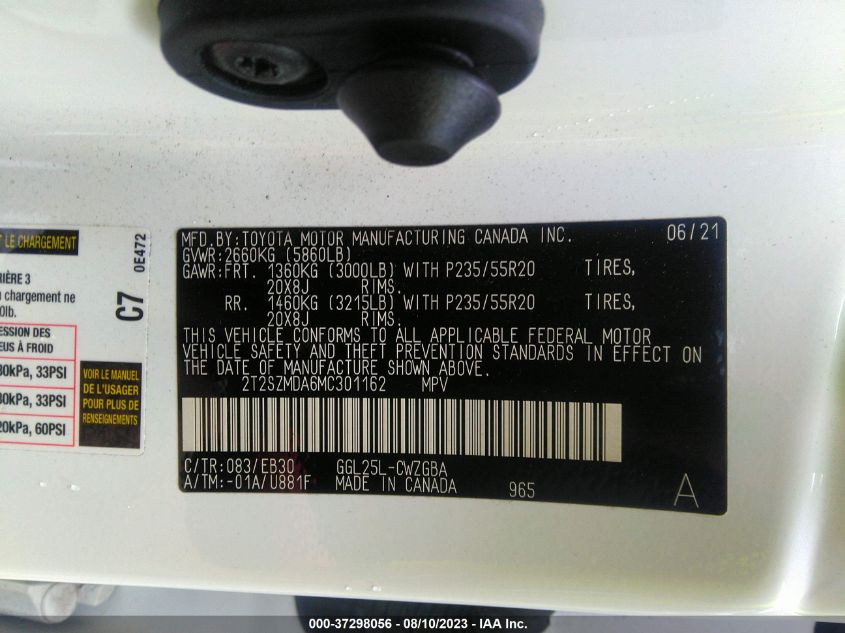 T LE CHARGEMENT
IÈRE 3
chargement ne
0lb.
ESSION DES
EUS À FROID
30kPa, 33PSI
30kPa, 33PSI
20kPa, 60PSI
VOIR LE MANUEL
DE L'USAGER
POUR PLUS DE
RENSEIGNEMENTS
C7
0E472
MFD.BY:TOYOTA MOTOR MANUFACTURING CANADA INC. 06/21
GVWR:2660KG (5860LB)
GAWR:FRT. 1360KG (3000LB) WITH P235/55R20 TIRES,
20X8J RIMS.
RR. 1460KG (3215LB) WITH P235/55R20 TIRES,
20X8J RIMS.
THIS VEHICLE CONFORMS TO ALL APPLICABLE FEDERAL MOTOR
VEHICLE SAFETY AND THEFT PREVENTION STANDARDS IN EFFECT ON
THE DATE OF MANUFACTURE SHOWN ABOVE.
2T2SZMDA6MC301162 MPV
C/TR:083/EB30 GGL25L-CWZGBA
A/TM:-01A/U881F MADE IN CANADA 965 A
000-37298056 — 08/10/2023 — IAA Inc.